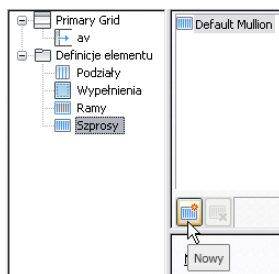 Primary Grid
av
Definicje elementu
Podziały
Wypełnienia
Ramy
Szprosy
Default Mullion
Nowy